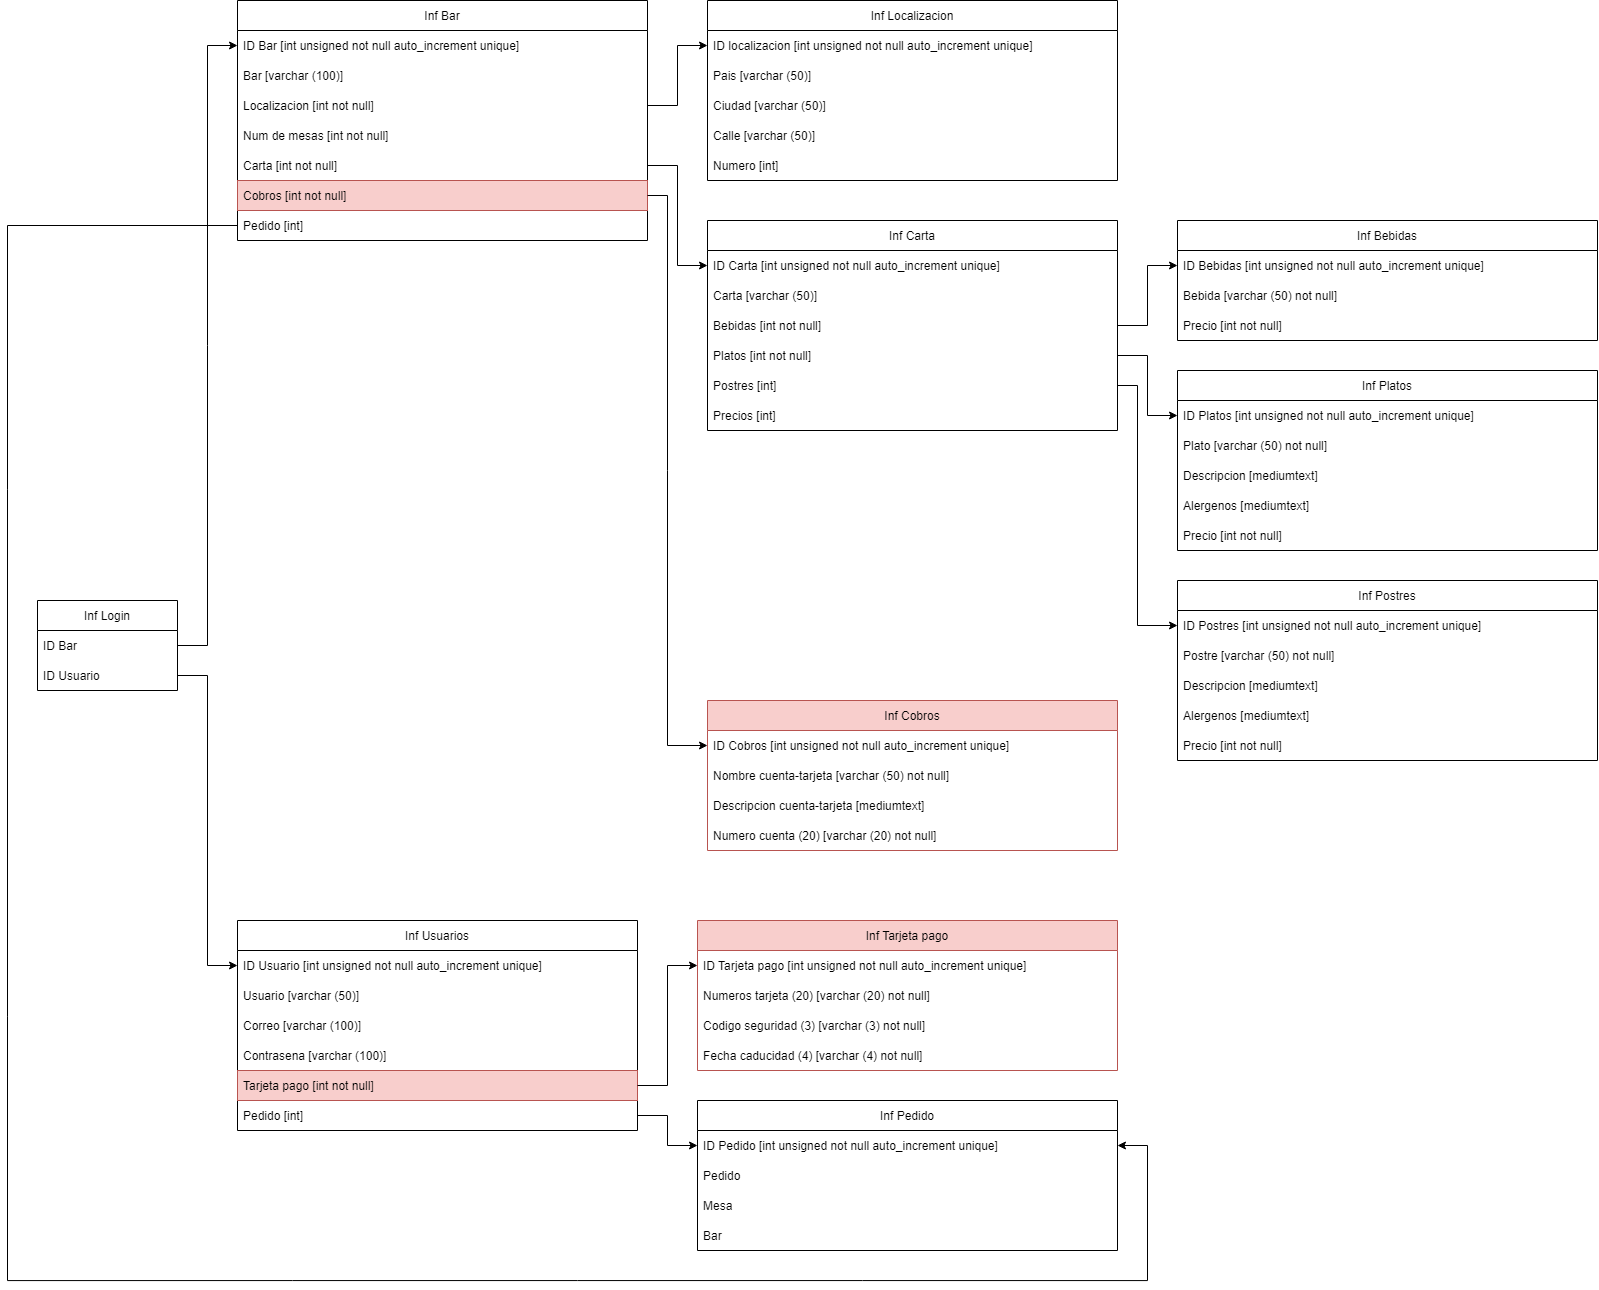 Inf Bar
ID Bar [int unsigned not null auto_increment unique]
Bar [varchar (100)]
Localizacion [int not null]
Num de mesas [int not null]
Carta [int not null]
Cobros [int not null]
Pedido [int]
Inf Localizacion
ID localizacion [int unsigned not null auto_increment unique]
Pais [varchar (50)]
Ciudad [varchar (50)]
Calle [varchar (50)]
Numero [int]
Inf Carta
ID Carta [int unsigned not null auto_increment unique]
Carta [varchar (50)]
Bebidas [int not null]
Platos [int not null]
Postres [int]
Precios [int]
Inf Bebidas
ID Bebidas [int unsigned not null auto_increment unique]
Bebida [varchar (50) not null]
Precio [int not null]
Inf Platos
ID Platos [int unsigned not null auto_increment unique]
Plato [varchar (50) not null]
Descripcion [mediumtext]
Alergenos [mediumtext]
Precio [int not null]
Inf Postres
ID Postres [int unsigned not null auto_increment unique]
Postre [varchar (50) not null]
Descripcion [mediumtext]
Alergenos [mediumtext]
Precio [int not null]
Inf Login
ID Bar
ID Usuario
Inf Cobros
ID Cobros [int unsigned not null auto_increment unique]
Nombre cuenta-tarjeta [varchar (50) not null]
Descripcion cuenta-tarjeta [mediumtext]
Numero cuenta (20) [varchar (20) not null]
Inf Usuarios
ID Usuario [int unsigned not null auto_increment unique]
Usuario [varchar (50)]
Correo [varchar (100)]
Contrasena [varchar (100)]
Tarjeta pago [int not null]
Pedido [int]
Inf Tarjeta pago
ID Tarjeta pago [int unsigned not null auto_increment unique]
Numeros tarjeta (20) [varchar (20) not null]
Codigo seguridad (3) [varchar (3) not null]
Fecha caducidad (4) [varchar (4) not null]
Inf Pedido
ID Pedido [int unsigned not null auto_increment unique]
Pedido
Mesa
Bar